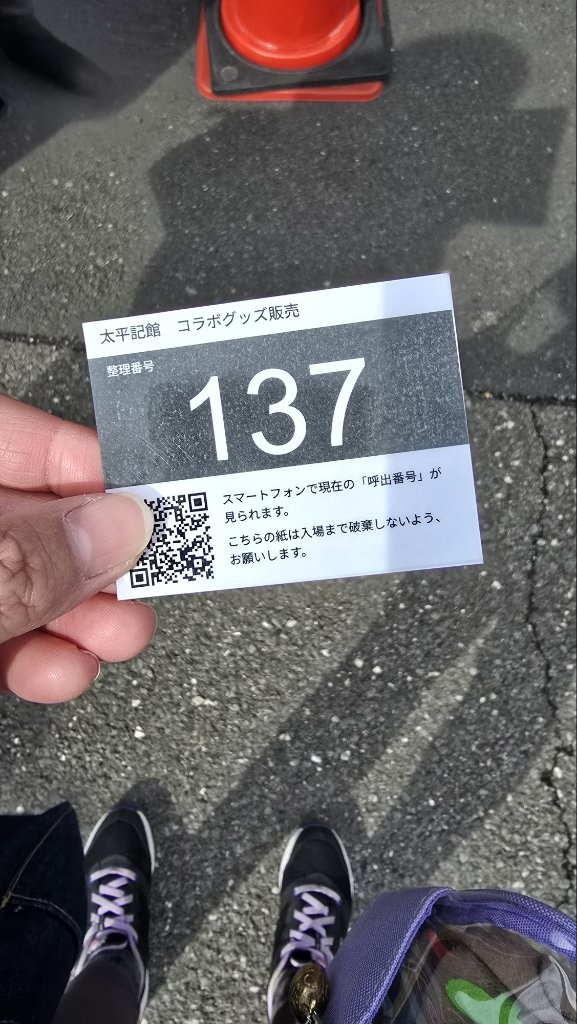 太平記館　コラボグッズ販売
整理番号
137
スマートフォンで現在の「呼出番号」が
見られます。
こちらの紙は入場まで破棄しないよう、
お願いします。